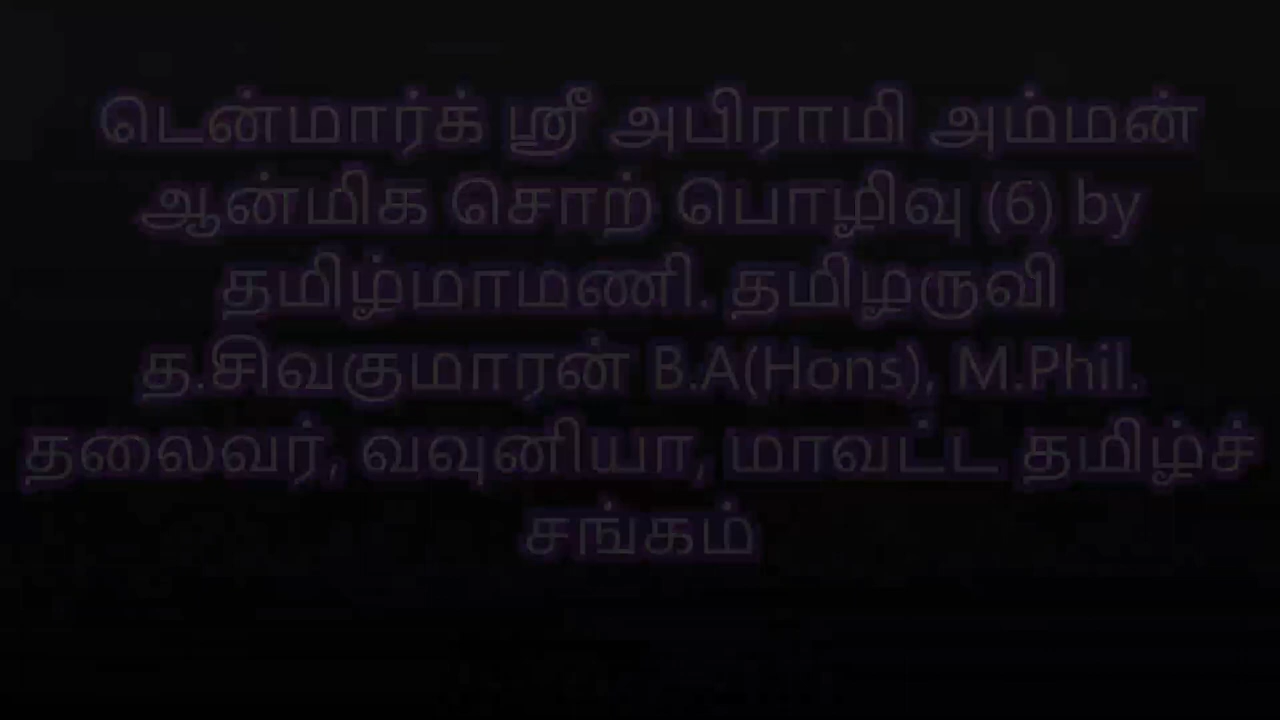 டென்மார்க் ஸ்ரீ அபிராமி அம்மன்
ஆன்மிக சொற் பொழிவு (6) by
தமிழ்மாமணி. தமிழருவி
த.சிவகுமாரன் B.A(Hons), M.Phil.
தலைவர், வவுனியா, மாவட்ட தமிழ்ச்
சங்கம்